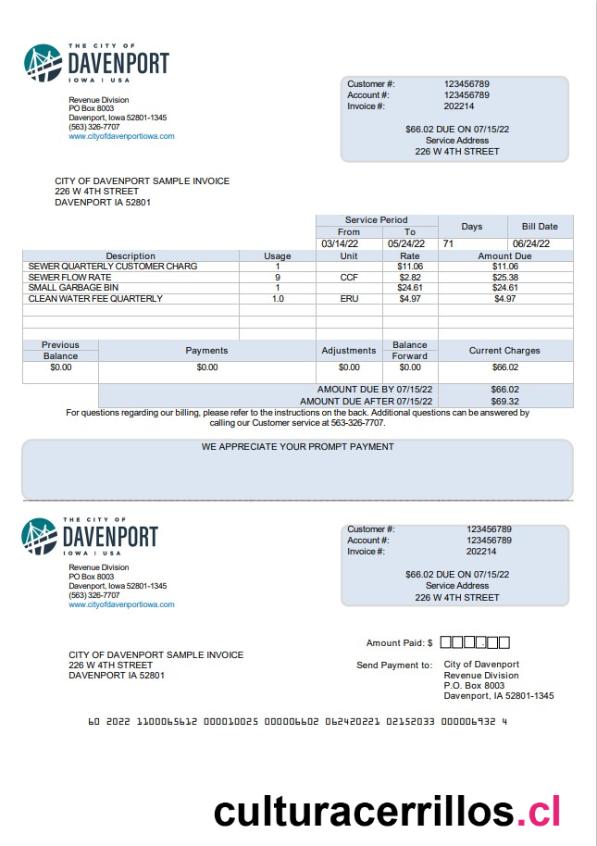 THE CITY OF
DAVENPORT
IOWA | USA
Revenue Division
PO Box 8003
Davenport, Iowa 52801-1345
(563) 326-7707
www.cityofdavenportiowa.com
Customer #: 123456789
Account #: 123456789
Invoice #: 202214
$66.02 DUE ON 07/15/22
Service Address
226 W 4TH STREET
CITY OF DAVENPORT SAMPLE INVOICE
226 W 4TH STREET
DAVENPORT IA 52801
Service Period Days Bill Date
From To
03/14/22 05/24/22 71 06/24/22
Description Usage Unit Rate Amount Due
SEWER QUARTERLY CUSTOMER CHARG 1 $11.06 $11.06
SEWER FLOW RATE 9 CCF $2.82 $25.38
SMALL GARBAGE BIN 1 $24.61 $24.61
CLEAN WATER FEE QUARTERLY 1.0 ERU $4.97 $4.97
Previous Balance Payments Adjustments Balance Forward Current Charges
$0.00 $0.00 $0.00 $0.00 $66.02
AMOUNT DUE BY 07/15/22 $66.02
AMOUNT DUE AFTER 07/15/22 $69.32
For questions regarding our billing, please refer to the instructions on the back. Additional questions can be answered by
calling our Customer service at 563-326-7707.
WE APPRECIATE YOUR PROMPT PAYMENT
THE CITY OF
DAVENPORT
IOWA | USA
Revenue Division
PO Box 8003
Davenport, Iowa 52801-1345
(563) 326-7707
www.cityofdavenportiowa.com
Customer #: 123456789
Account #: 123456789
Invoice #: 202214
$66.02 DUE ON 07/15/22
Service Address
226 W 4TH STREET
Amount Paid: $
CITY OF DAVENPORT SAMPLE INVOICE
226 W 4TH STREET
DAVENPORT IA 52801
Send Payment to: City of Davenport
Revenue Division
P.O. Box 8003
Davenport, IA 52801-1345
60 2022 1100065612 000010025 000006602 062420221 02152033 000006932 4
culturacerrillos.cl